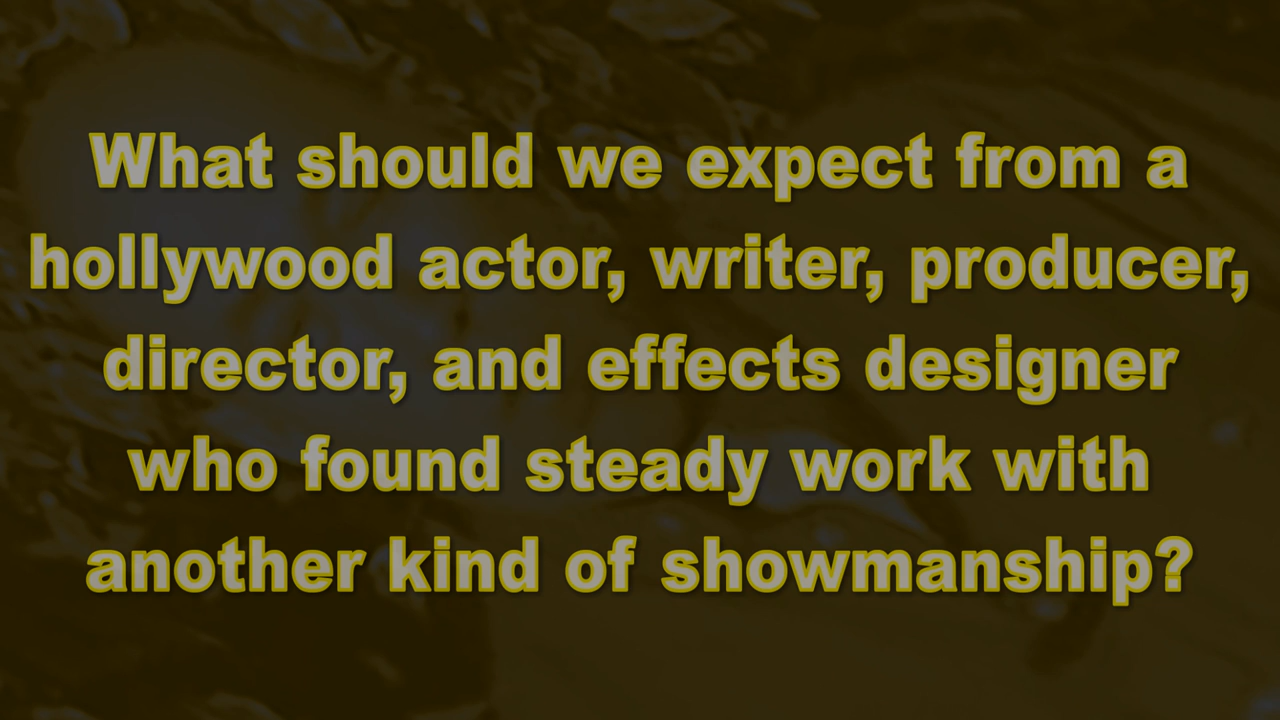 What should we expect from a
hollywood actor, writer, producer,
director, and effects designer
who found steady work with
another kind of showmanship?